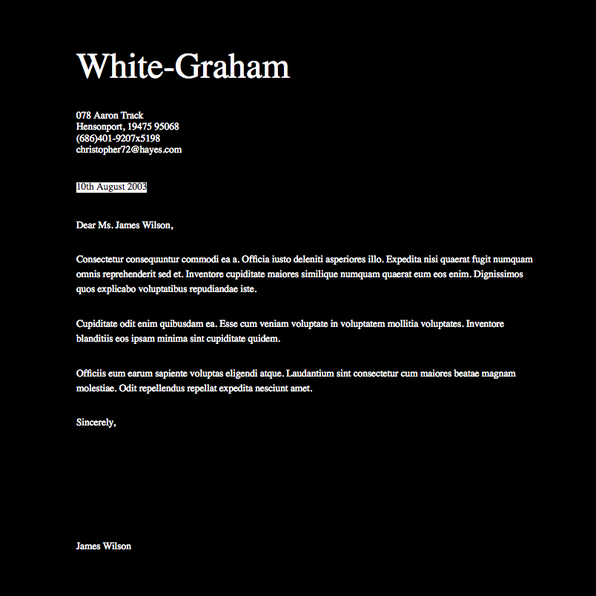 White-Graham
078 Aaron Track
Hensonport, 19475 95068
(686)401-9207x5198
christopher72@hayes.com
10th August 2003
Dear Ms. James Wilson,
Consectetur consequuntur commodi ea a. Officia iusto deleniti asperiores illo. Expedita nisi quaerat fugit numquam
omnis reprehenderit sed et. Inventore cupiditate maiores similique numquam quaerat eum eos enim. Dignissimos
quos explicabo voluptatibus repudiandae iste.
Cupiditate odit enim quibusdam ea. Esse cum veniam voluptate in voluptatem mollitia voluptates. Inventore
blanditiis eos ipsam minima sint cupiditate quidem.
Officiis eum earum sapiente voluptas eligendi atque. Laudantium sint consectetur cum maiores beatae magnam
molestiae. Odit repellendus repellat expedita nesciunt amet.
Sincerely,
James Wilson